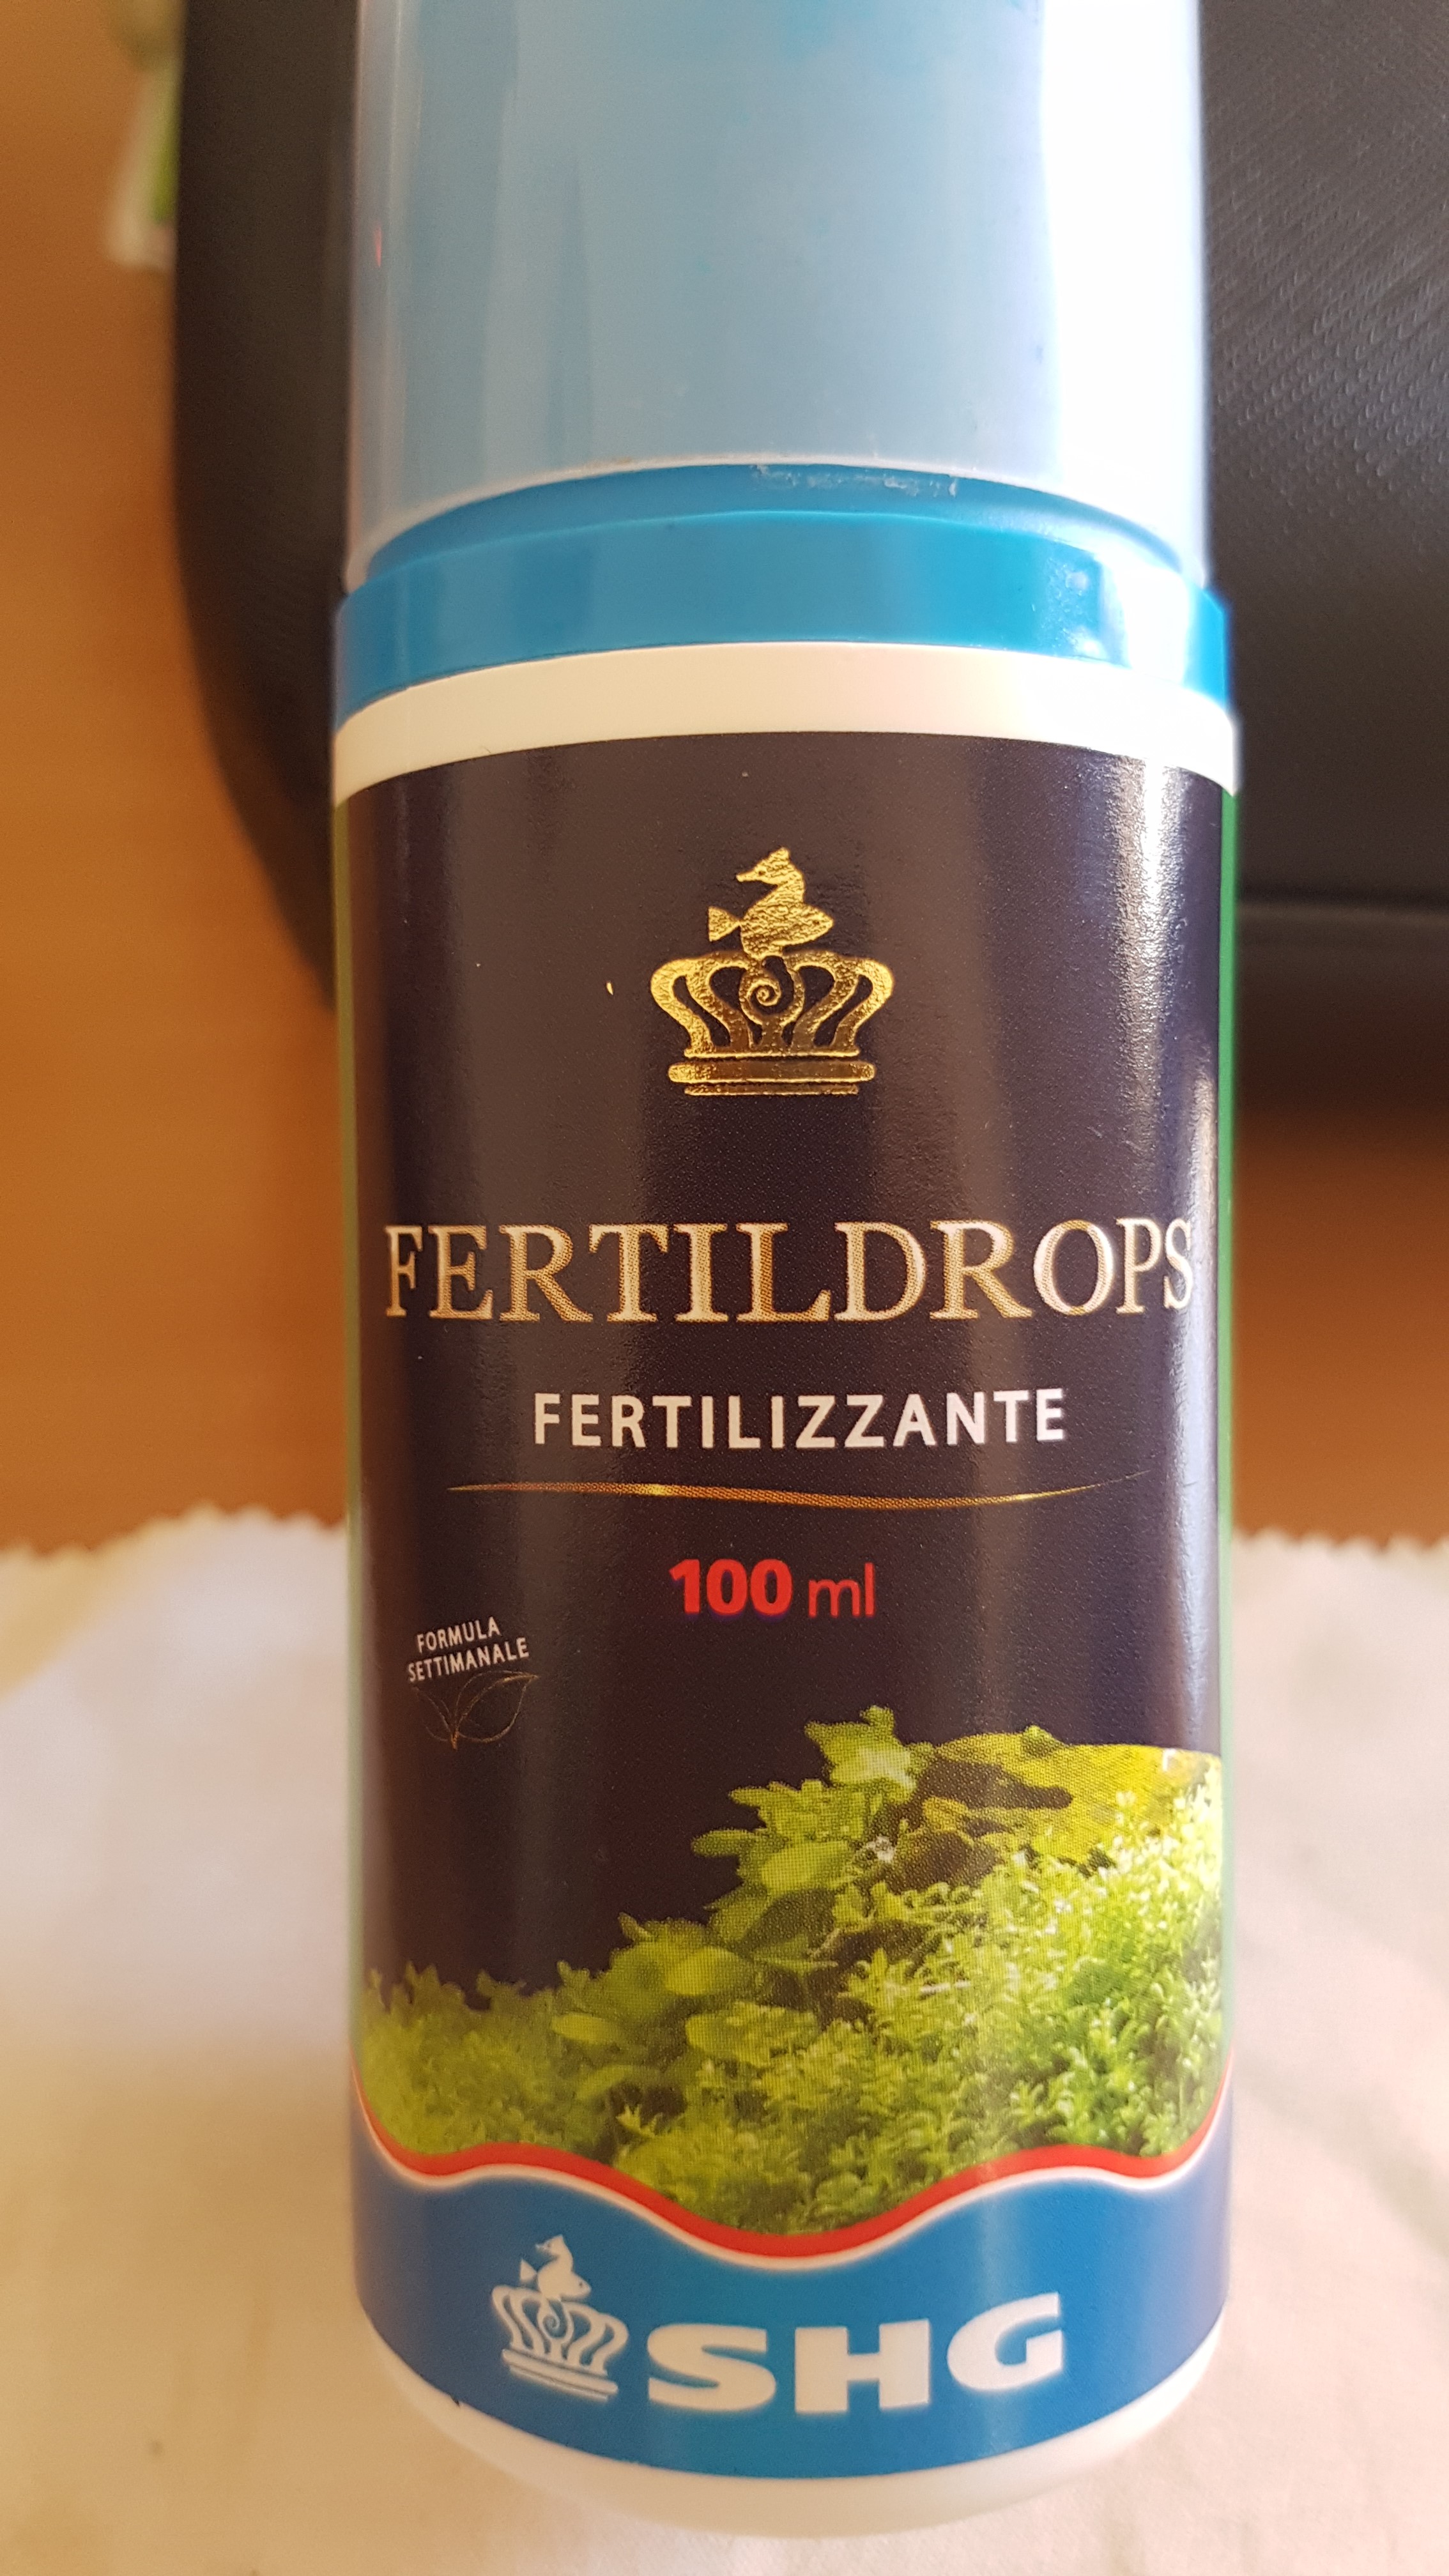 FERTILDROPS
FERTILIZZANTE
100 ml
FORMULA
SETTIMANALE
SHG